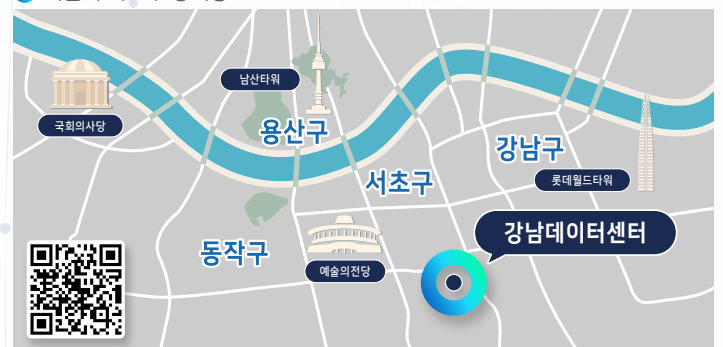 남산타워
국회의사당
용산구
강남구
서초구
롯데월드타워
강남데이터센터
동작구
예술의전당